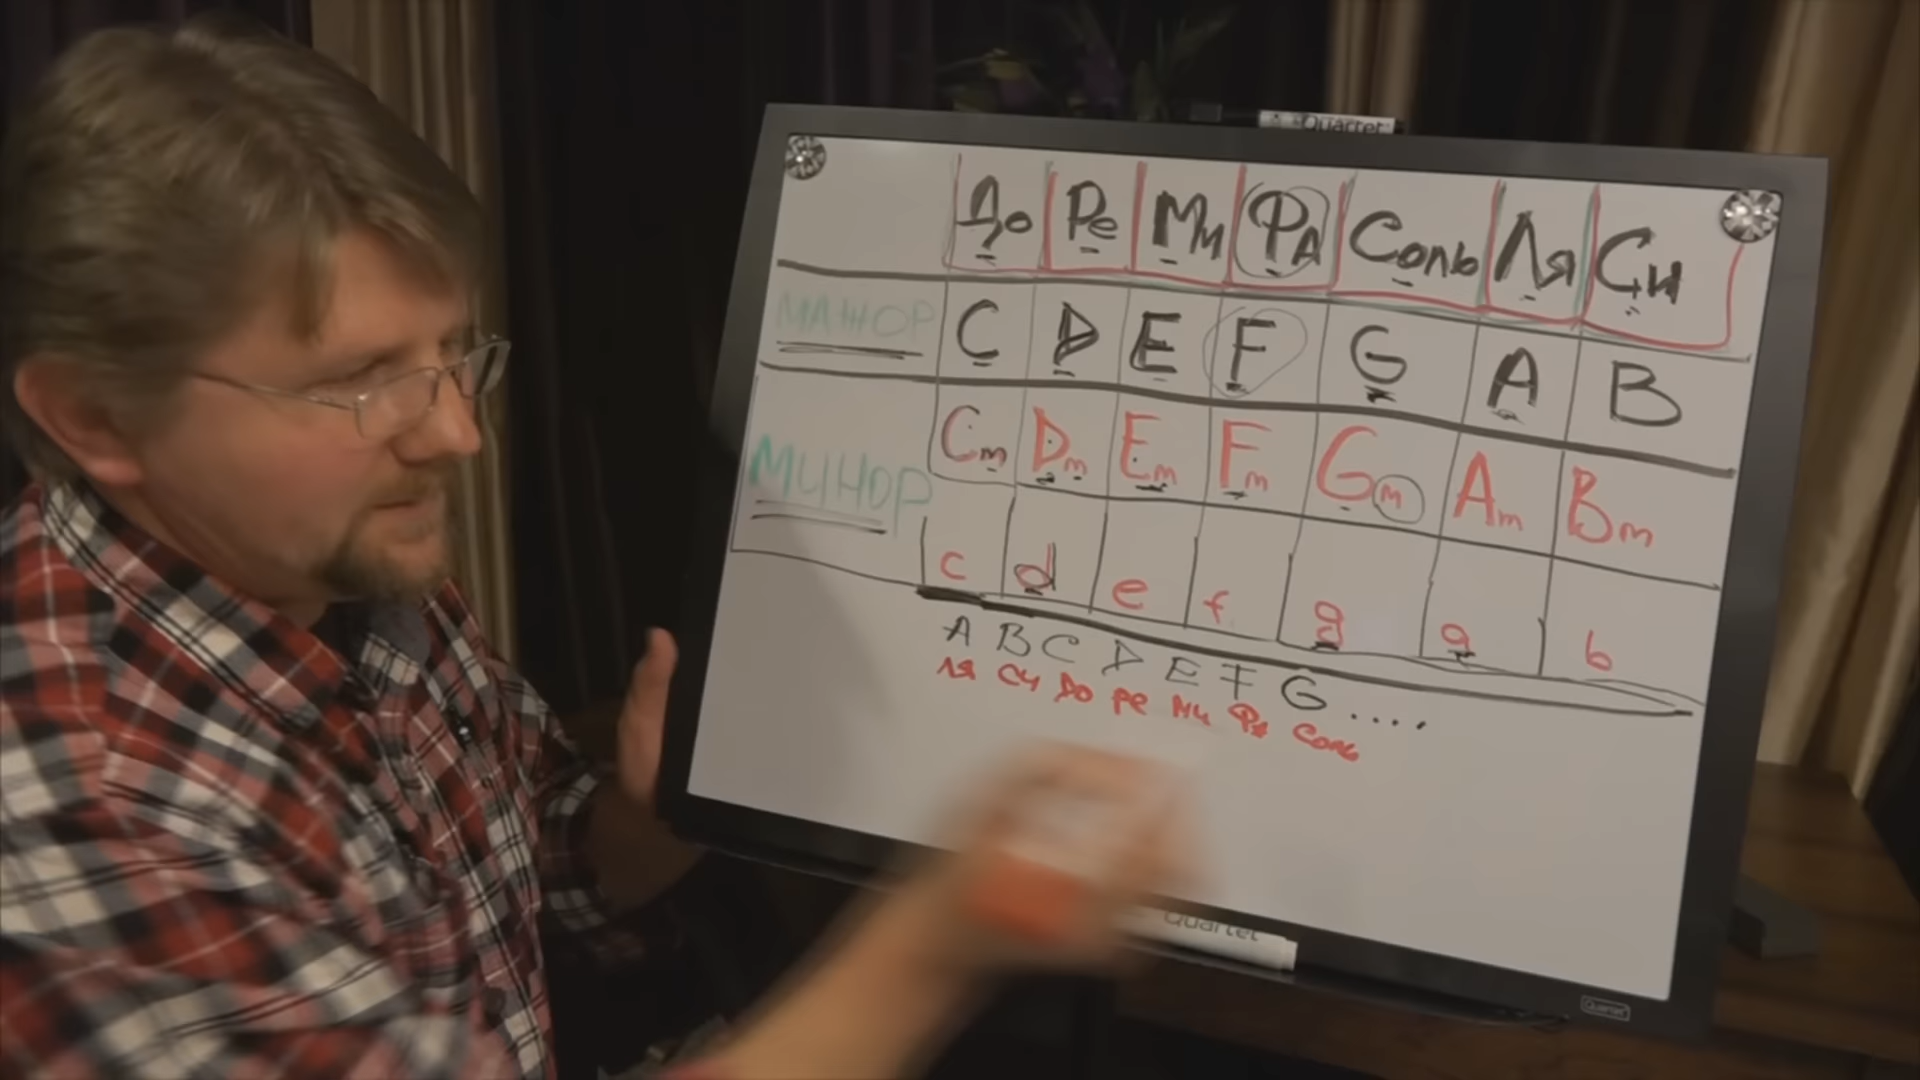 Quartet
До Ре Ми Фа Соль Ля Си
МАЖОР C D E F G A B
МИНОР Cm Dm Em Fm Gm Am Bm
c d e f g a b
A B C D E F G ....
ля си до ре ми фа соль
Quartet
Quartet